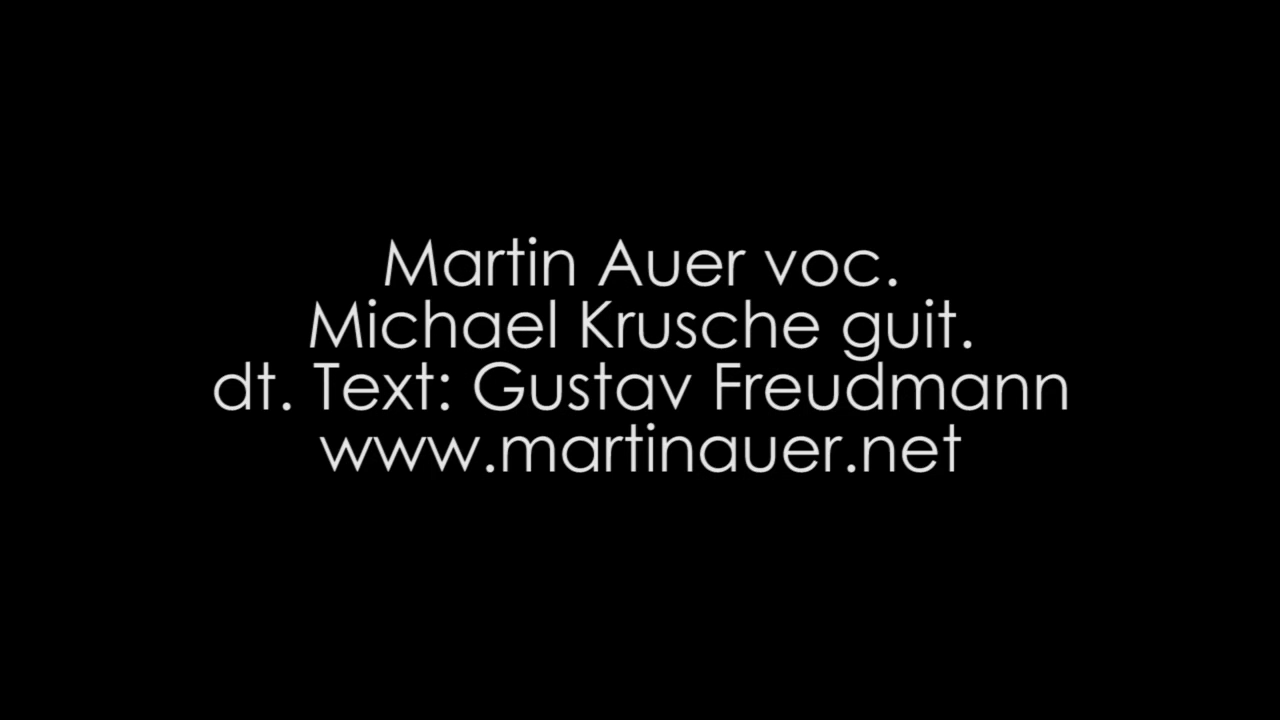 Martin Auer voc.
Michael Krusche guit.
dt. Text: Gustav Freudmann
www.martinauer.net